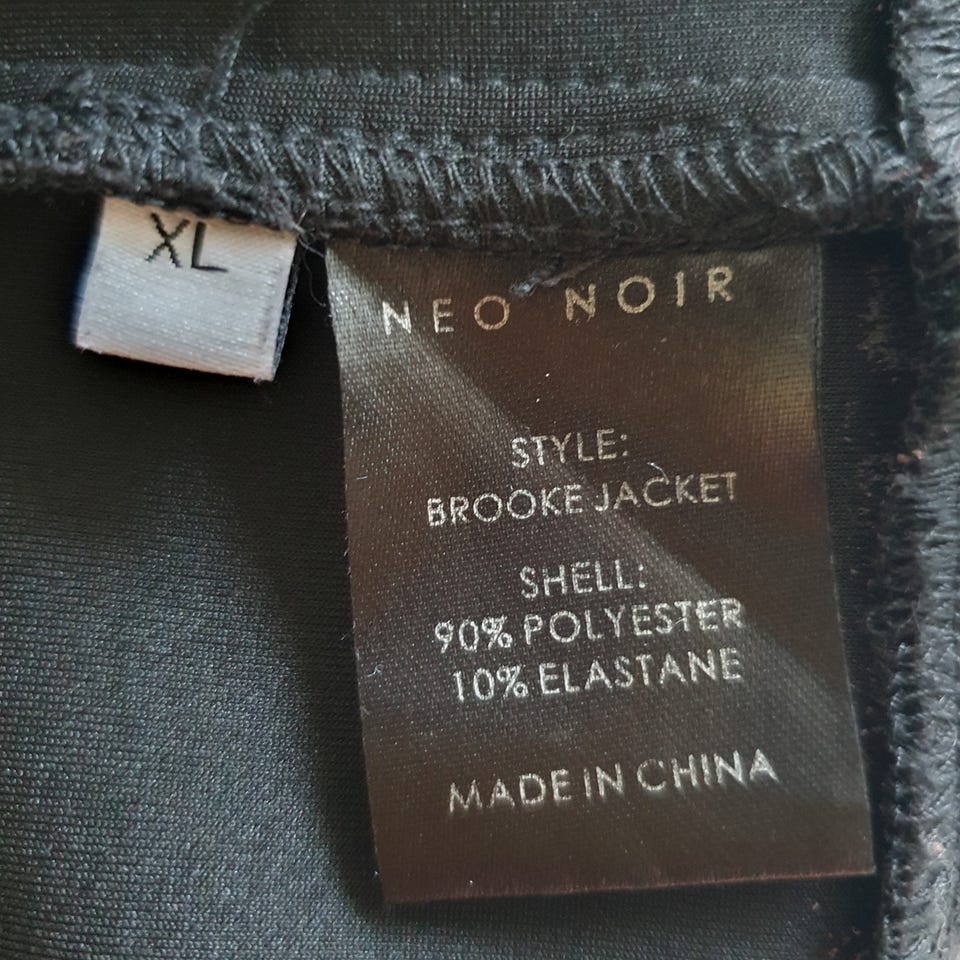 XL
NEO NOIR
STYLE:
BROOKE JACKET
SHELL:
90% POLYESTER
10% ELASTANE
MADE IN CHINA